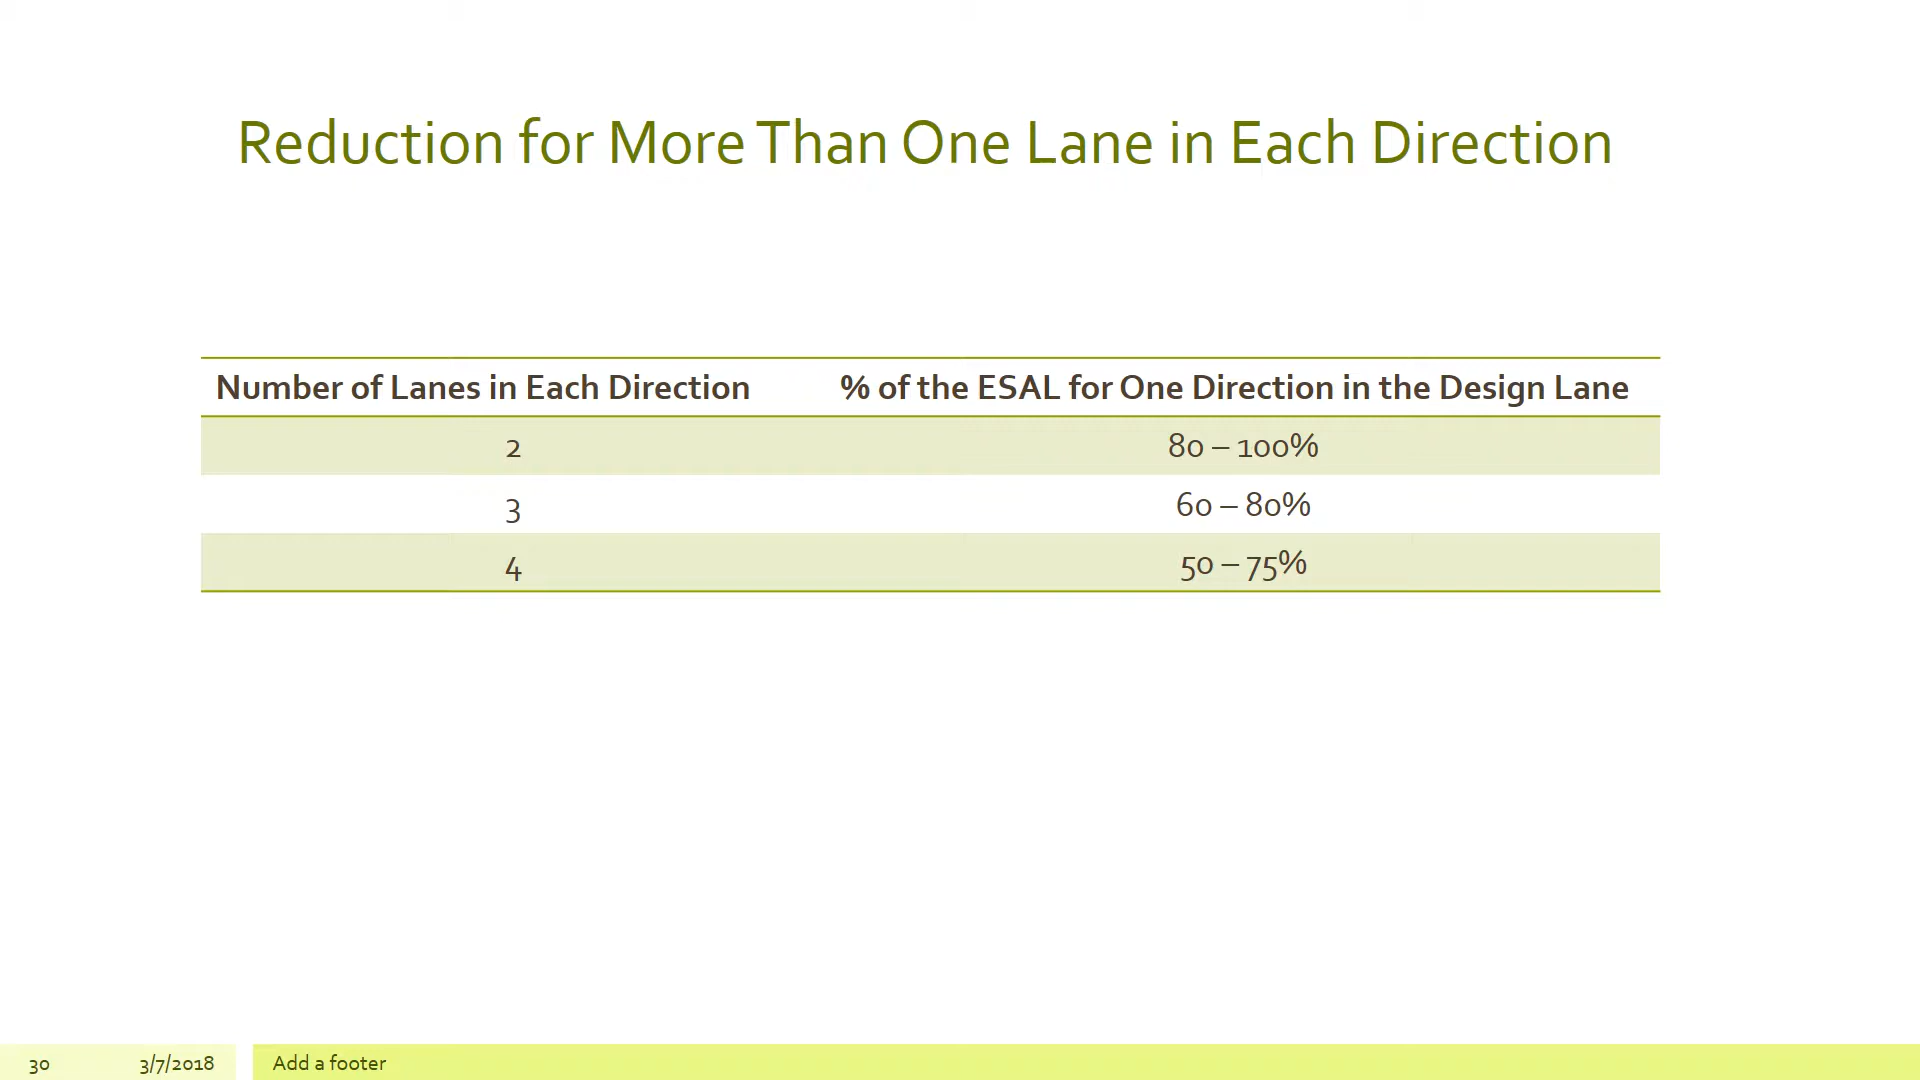 Reduction for More Than One Lane in Each Direction
Number of Lanes in Each Direction % of the ESAL for One Direction in the Design Lane
2 80 – 100%
3 60 – 80%
4 50 – 75%
30 3/7/2018 Add a footer